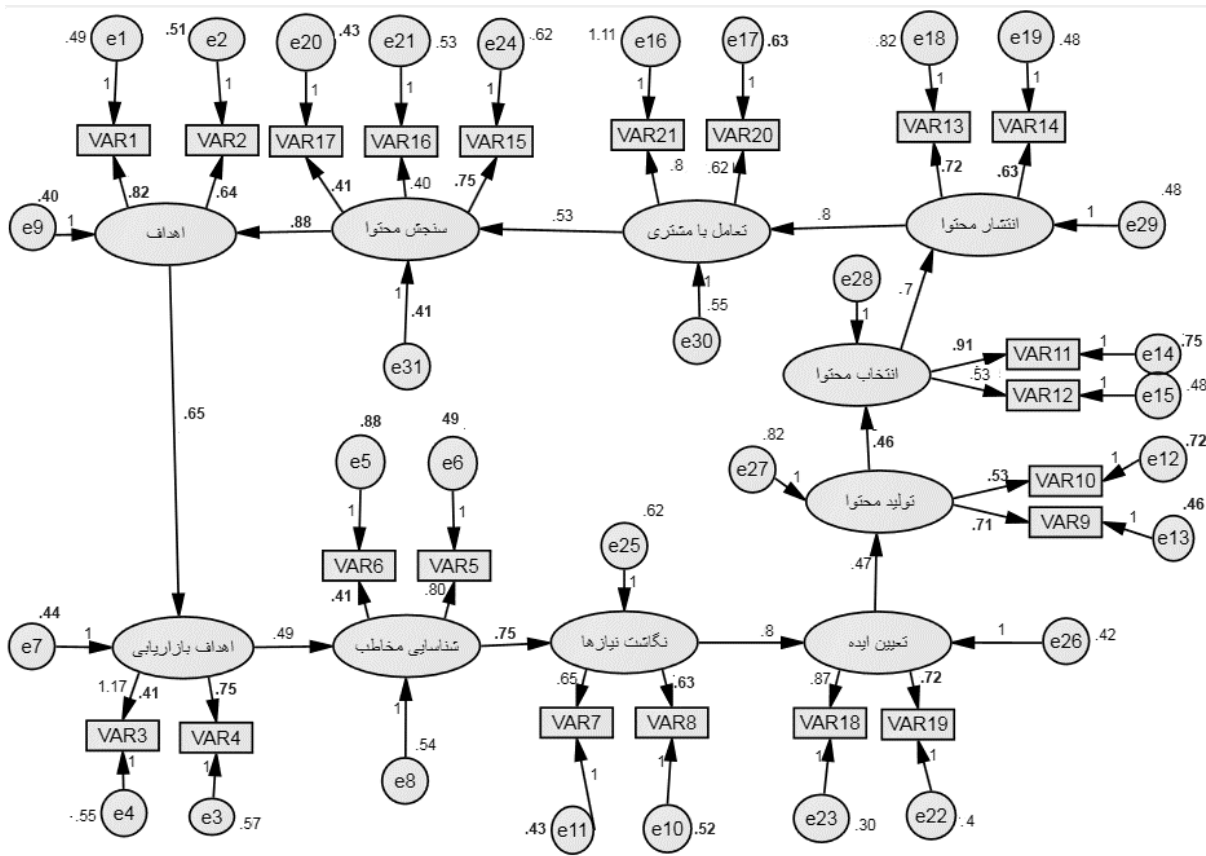 .49 e1 .51 e2 e20 .43 e21 .53 e24 .62 1.11 e16 e17 .63 .82 e18 e19 .48
1 1 1 1 1 1 1 1 1
VAR1 VAR2 VAR17 VAR16 VAR15 VAR21 VAR20 VAR13 VAR14
.82 .64 .41 .40 .75 .8 .62 .72 .63
.40 e9 1 اهداف .88 سنجش محتوا .53 تعامل با مشتری .8 انتشار محتوا 1 e29 .48
1 .41 e31 1 .55 e30 e28 1 .7
انتخاب محتوا .91 VAR11 1 e14 .75
.53 VAR12 1 e15 .48
.65 .46
.88 e5 49 e6 .82 e27 1 تولید محتوا .53 VAR10 1 e12 .72
.71 VAR9 1 e13 .46
1 1 .62 e25 1 .47
VAR6 VAR5
.41 .80
.44 e7 1 اهداف بازاریابی .49 شناسایی مخاطب .75 نگاشت نیازها .8 تعیین ایده 1 e26 .42
1.17 .41 .75 1 .65 .63 .87 .72
VAR3 VAR4 VAR7 VAR8 VAR18 VAR19
1 1 .54 e8 1 1 1 1
.55 e4 e3 .57 .43 e11 e10 .52 e23 .30 e22 .4